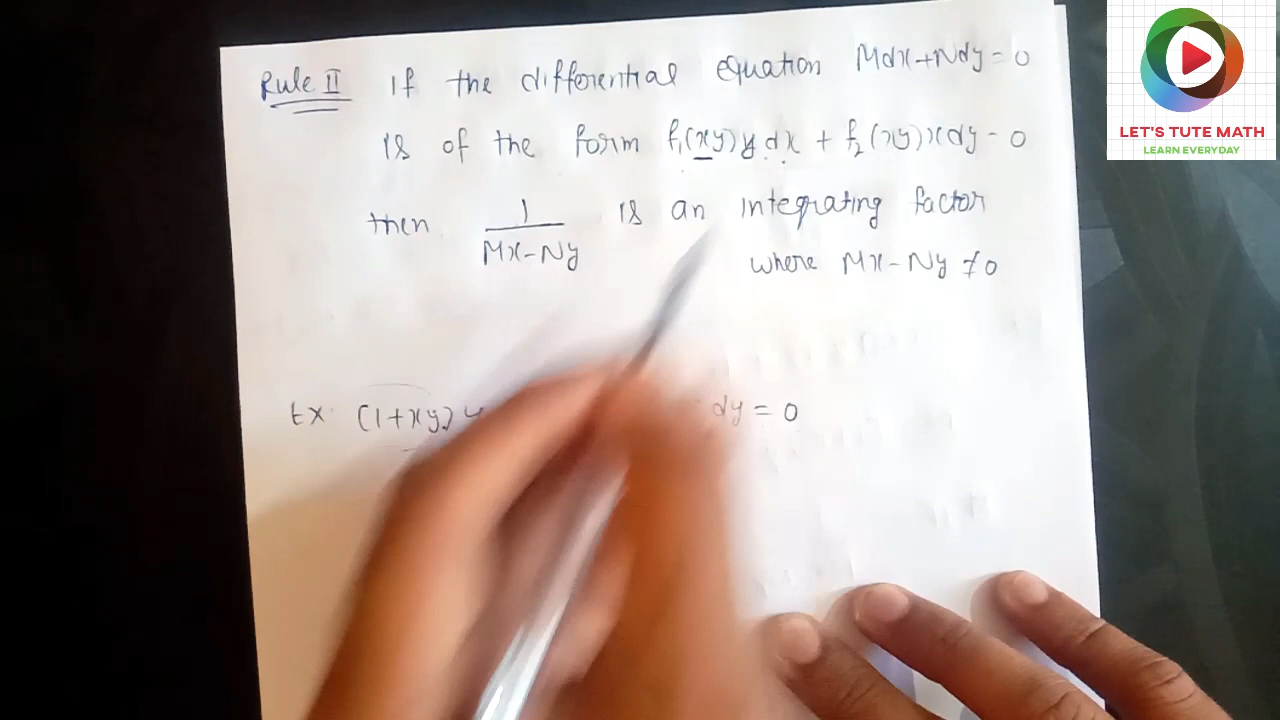 Rule II If the differential equation Mdx+Ndy=0
is of the form f₁(xy)y dx + f₂(xy)xdy = 0
then 1/(Mx-Ny) is an integrating factor
where Mx-Ny ≠0
Ex (1+xy)y dy = 0
LET'S TUTE MATH
LEARN EVERYDAY